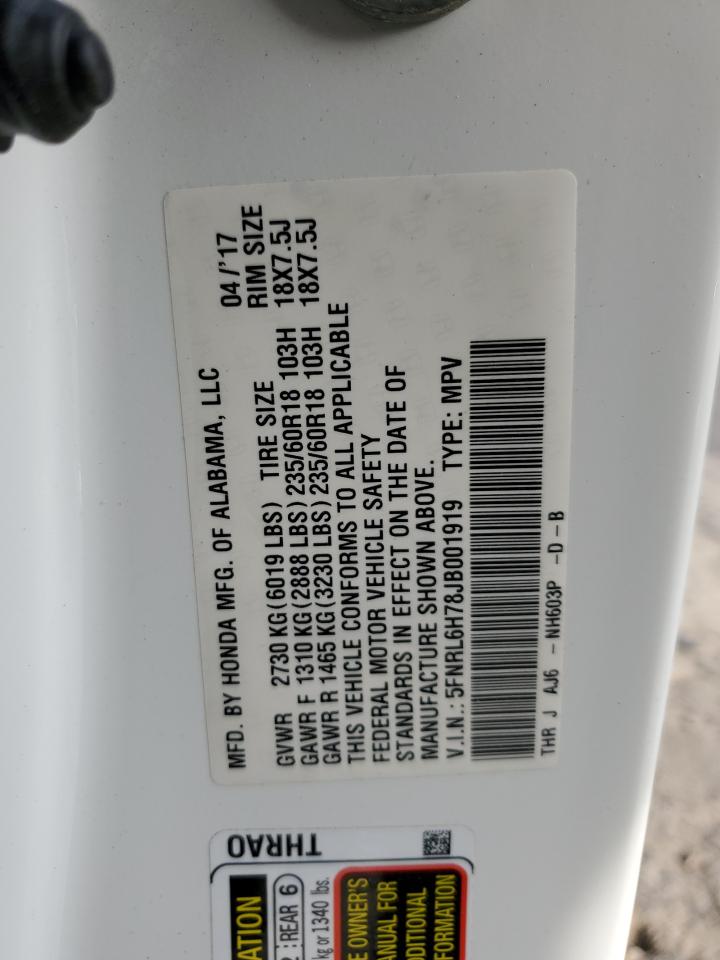 MFD. BY HONDA MFG. OF ALABAMA, LLC 04/'17
GVWR 2730 KG(6019 LBS) TIRE SIZE RIM SIZE
GAWR F 1310 KG(2888 LBS) 235/60R18 103H 18X7.5J
GAWR R 1465 KG(3230 LBS) 235/60R18 103H 18X7.5J
THIS VEHICLE CONFORMS TO ALL APPLICABLE
FEDERAL MOTOR VEHICLE SAFETY
STANDARDS IN EFFECT ON THE DATE OF
MANUFACTURE SHOWN ABOVE.
V.I.N.: 5FNRL6H78JB001919 TYPE: MPV
THR J AJ6 - NH603P -D-B
THRA0
ATION
2 :REAR 6
kg or 1340 lbs.
E OWNER'S
ANUAL FOR
DDITIONAL
FORMATION